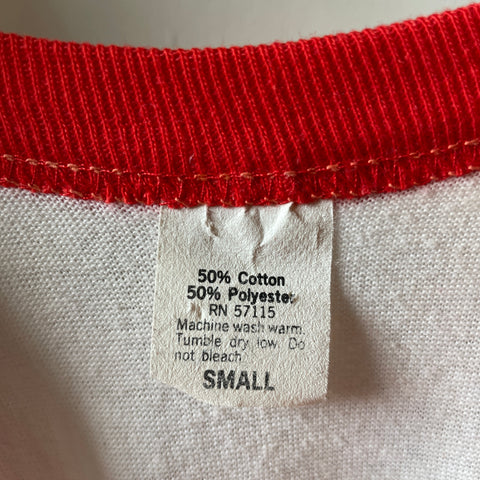 50% Cotton
50% Polyester
RN 57115
Machine wash warm.
Tumble dry low. Do
not bleach
SMALL